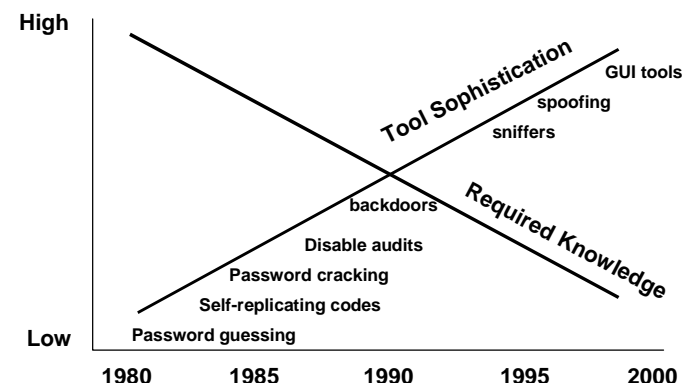 High
Tool Sophistication
GUI tools
spoofing
sniffers
Required Knowledge
backdoors
Disable audits
Password cracking
Self-replicating codes
Password guessing
Low
1980 1985 1990 1995 2000